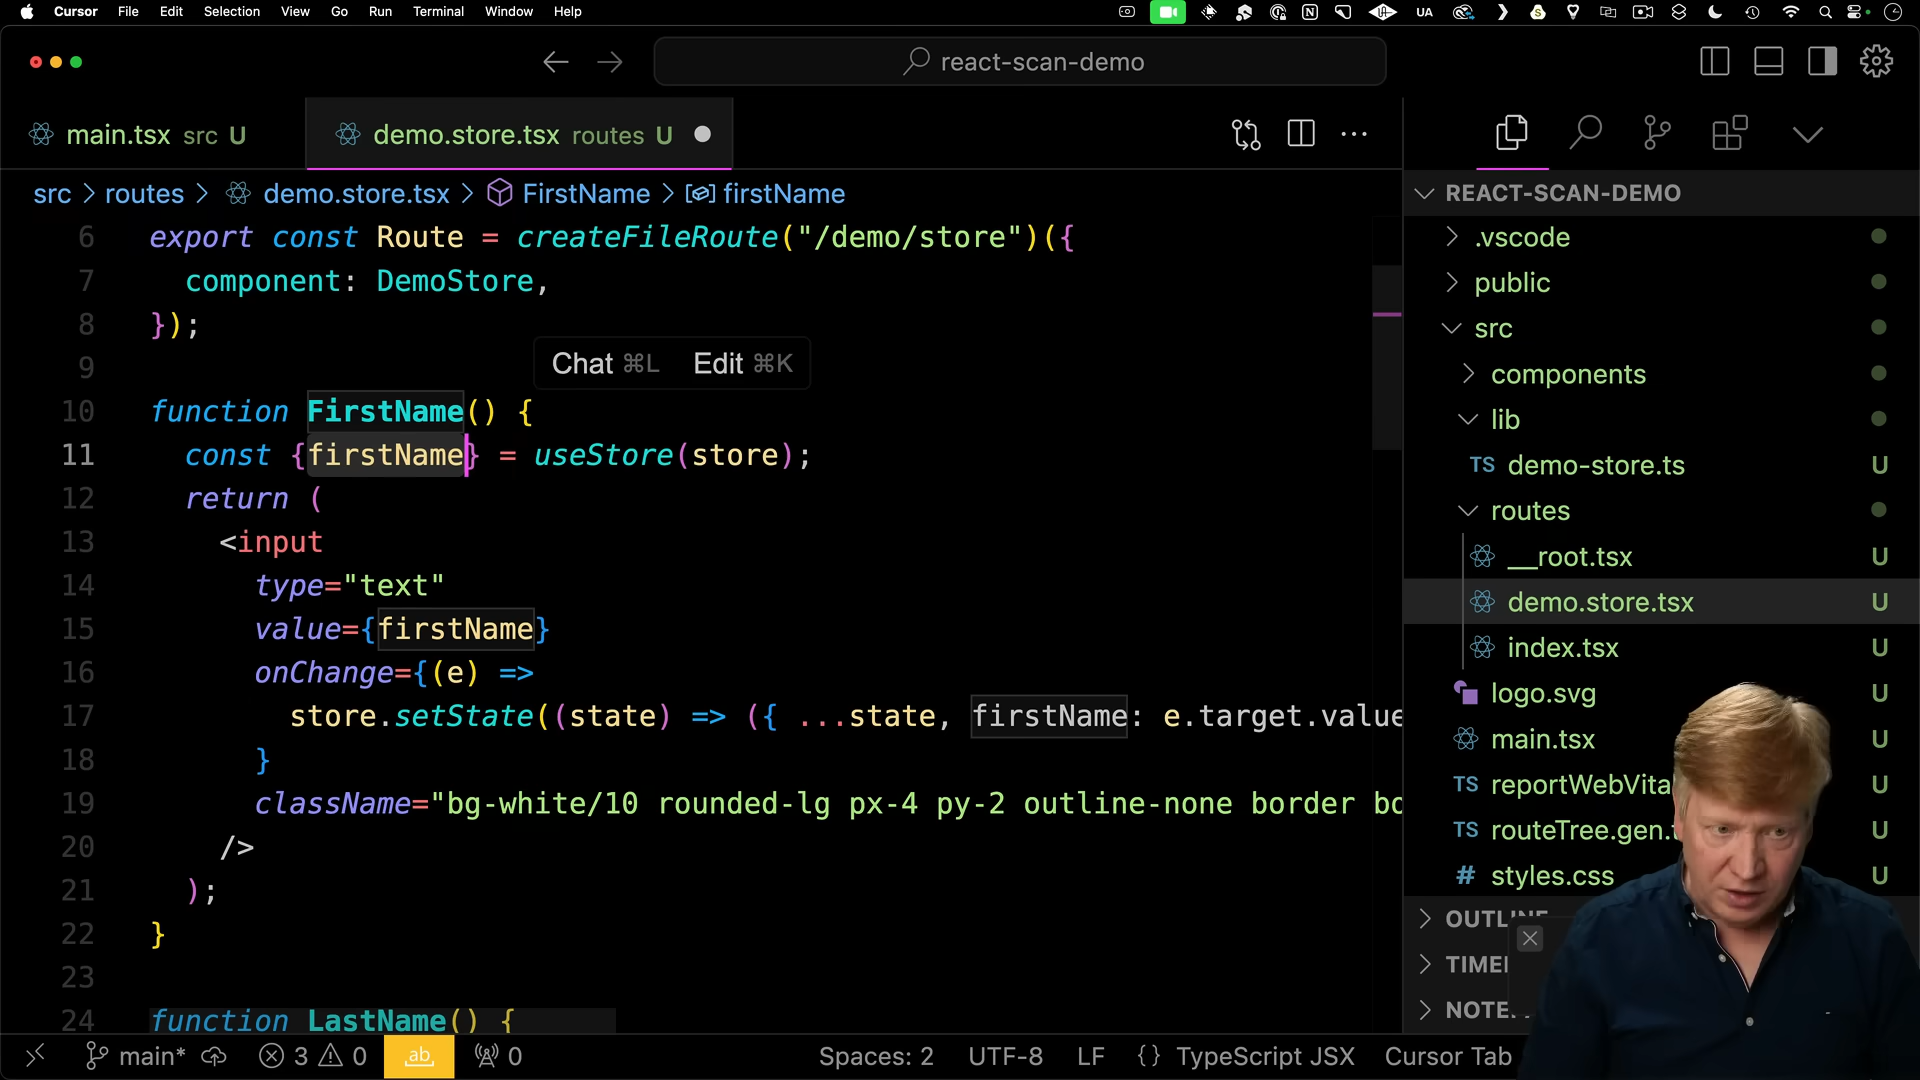 Cursor File Edit Selection View Go Run Terminal Window Help
UA
react-scan-demo
main.tsx src U
demo.store.tsx routes U
src > routes > demo.store.tsx > FirstName > firstName
6 export const Route = createFileRoute("/demo/store")({
7 component: DemoStore,
8 });
Chat ⌘L Edit ⌘K
9
10 function FirstName() {
11 const {firstName} = useStore(store);
12 return (
13 <input
14 type="text"
15 value={firstName}
16 onChange={(e) =>
17 store.setState((state) => ({ ...state, firstName: e.target.value
18 }
19 className="bg-white/10 rounded-lg px-4 py-2 outline-none border bo
20 />
21 );
22 }
23
24 function LastName() {
REACT-SCAN-DEMO
.vscode
public
src
components
lib
TS demo-store.ts U
routes
__root.tsx U
demo.store.tsx U
index.tsx U
logo.svg U
main.tsx U
TS reportWebVita U
TS routeTree.gen.t U
# styles.css U
OUTLINE
TIME
NOTE
main* 3 0 ab 0 Spaces: 2 UTF-8 LF {} TypeScript JSX Cursor Tab